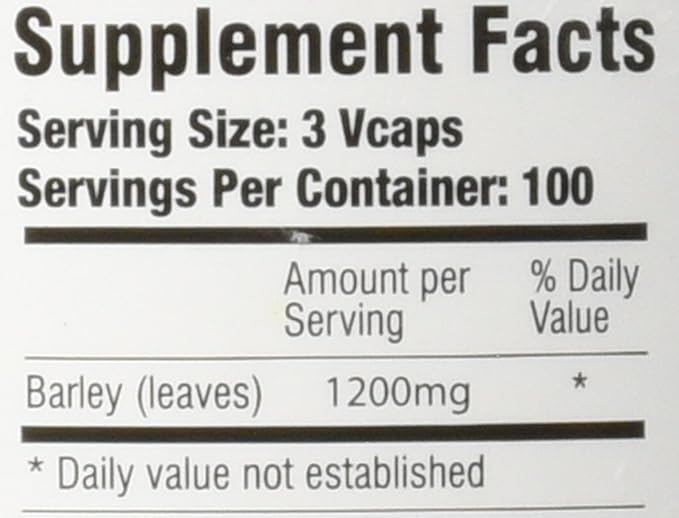 Supplement Facts
Serving Size: 3 Vcaps
Servings Per Container: 100
Amount per % Daily
Serving Value
Barley (leaves) 1200mg *
* Daily value not established